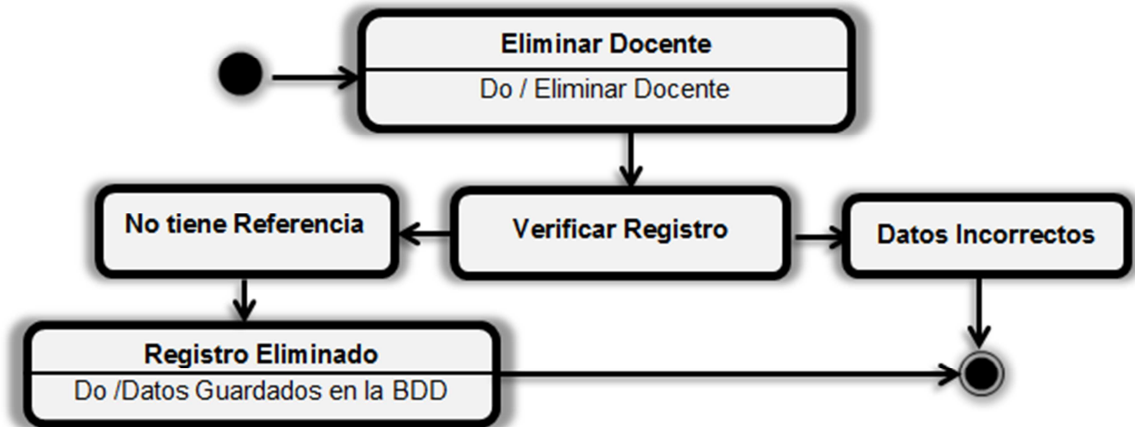 Eliminar Docente
Do / Eliminar Docente
No tiene Referencia
Verificar Registro
Datos Incorrectos
Registro Eliminado
Do /Datos Guardados en la BDD